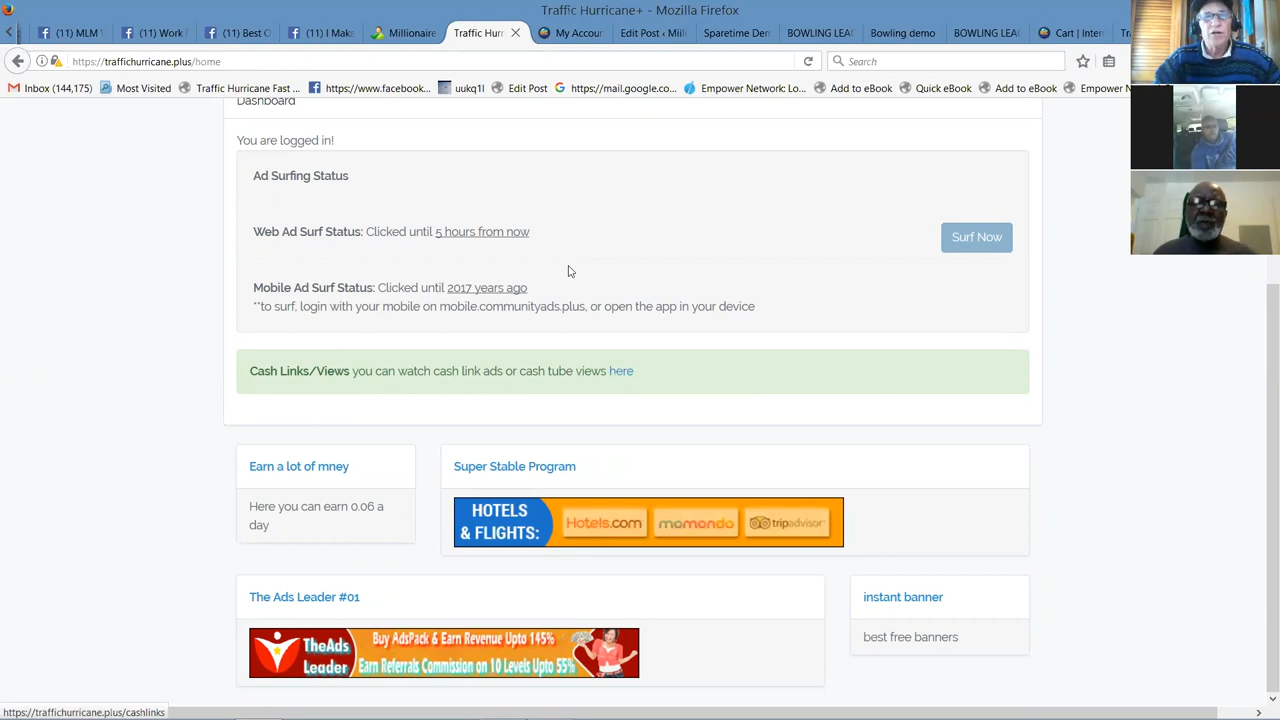 Traffic Hurricane+ - Mozilla Firefox
(11) MLM
(11) Work
(11) Best O
(11) I Make
Millionaire
Traffic Hurr
My Accoun
Edit Post ‹ Mill
Sparetime Den
BOWLING LEA
Bowling demo
BOWLING LEA
Cart | Intern
Tra
https://traffichurricane.plus/home
Search
Inbox (144,175)
Most Visited
Traffic Hurricane Fast ...
https://www.facebook...
uukq1l
Edit Post
https://mail.google.co...
Empower Network: Lo...
Add to eBook
Quick eBook
Add to eBook
Empower N
Dashboard
You are logged in!
Ad Surfing Status
Web Ad Surf Status: Clicked until 5 hours from now
Surf Now
Mobile Ad Surf Status: Clicked until 2017 years ago
**to surf, login with your mobile on mobile.communityads.plus, or open the app in your device
Cash Links/Views you can watch cash link ads or cash tube views here
Earn a lot of mney
Here you can earn 0.06 a
day
Super Stable Program
HOTELS
& FLIGHTS:
Hotels.com
momondo
tripadvisor
The Ads Leader #01
TheAds
Leader
Buy AdsPack & Earn Revenue Upto 145%
Earn Referrals Commission on 10 Levels Upto 55%
instant banner
best free banners
https://traffichurricane.plus/cashlinks